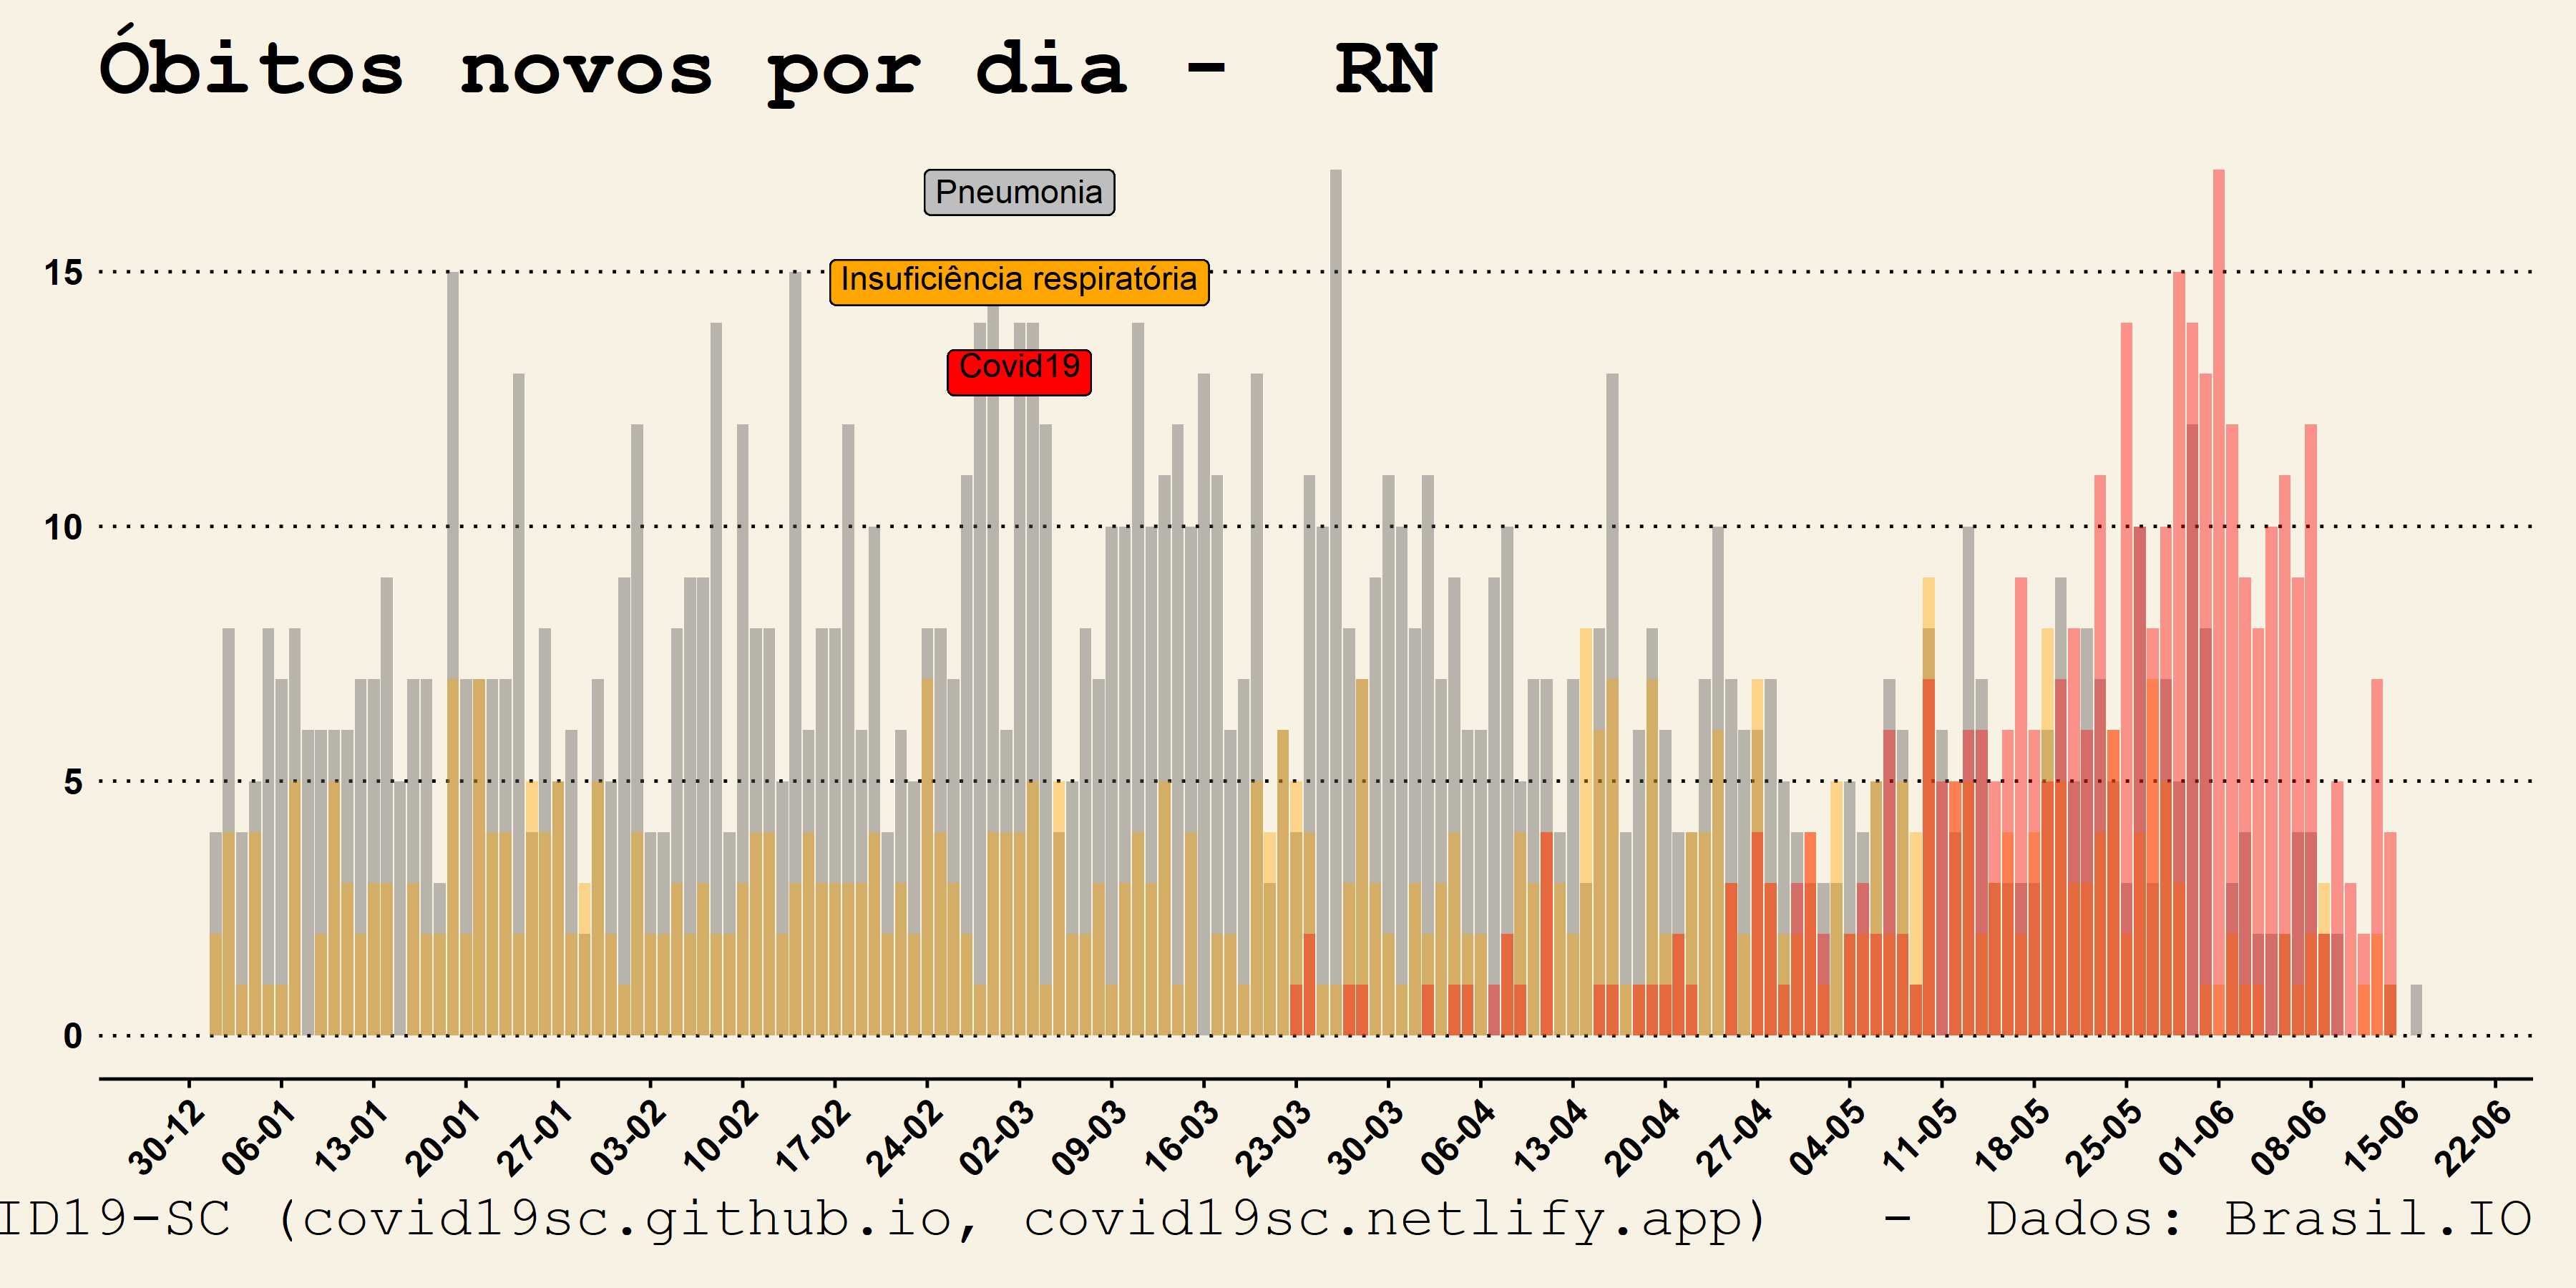 Óbitos novos por dia - RN
Pneumonia
15
Insuficiência respiratória
Covid19
10
5
0
30-12 06-01 13-01 20-01 27-01 03-02 10-02 17-02 24-02 02-03 09-03 16-03 23-03 30-03 06-04 13-04 20-04 27-04 04-05 11-05 18-05 25-05 01-06 08-06 15-06 22-06
ID19-SC (covid19sc.github.io, covid19sc.netlify.app) - Dados: Brasil.IO